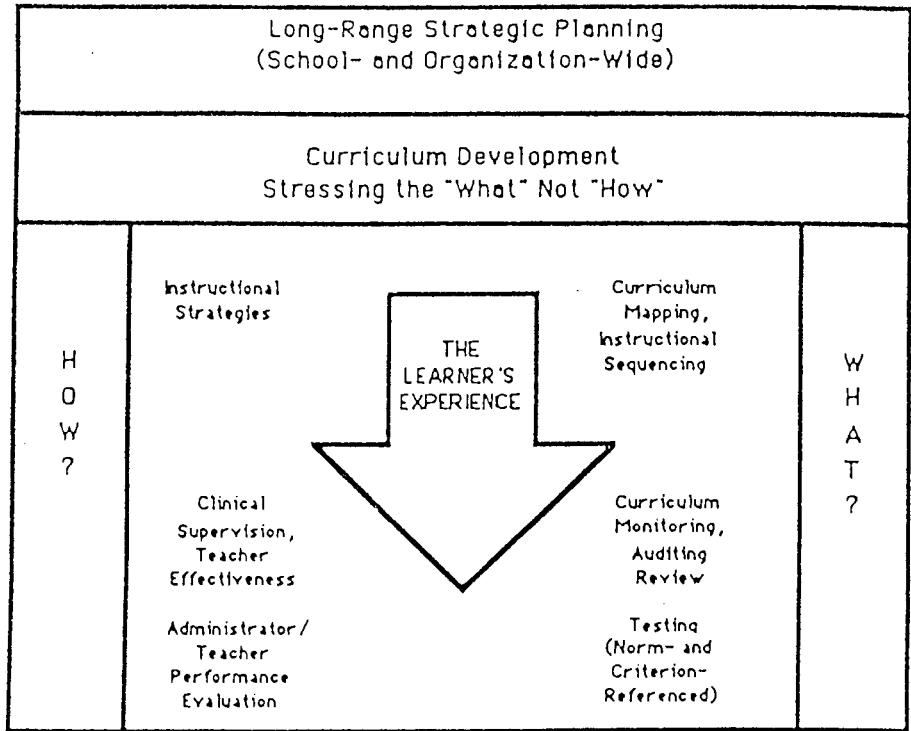 Long-Range Strategic Planning
(School- and Organization-Wide)
Curriculum Development
Stressing the "What" Not "How"
H
O
W
?
Instructional
Strategies
Clinical
Supervision,
Teacher
Effectiveness
Administrator/
Teacher
Performance
Evaluation
THE
LEARNER'S
EXPERIENCE
Curriculum
Mapping,
Instructional
Sequencing
Curriculum
Monitoring,
Auditing
Review
Testing
(Norm- and
Criterion-
Referenced)
W
H
A
T
?